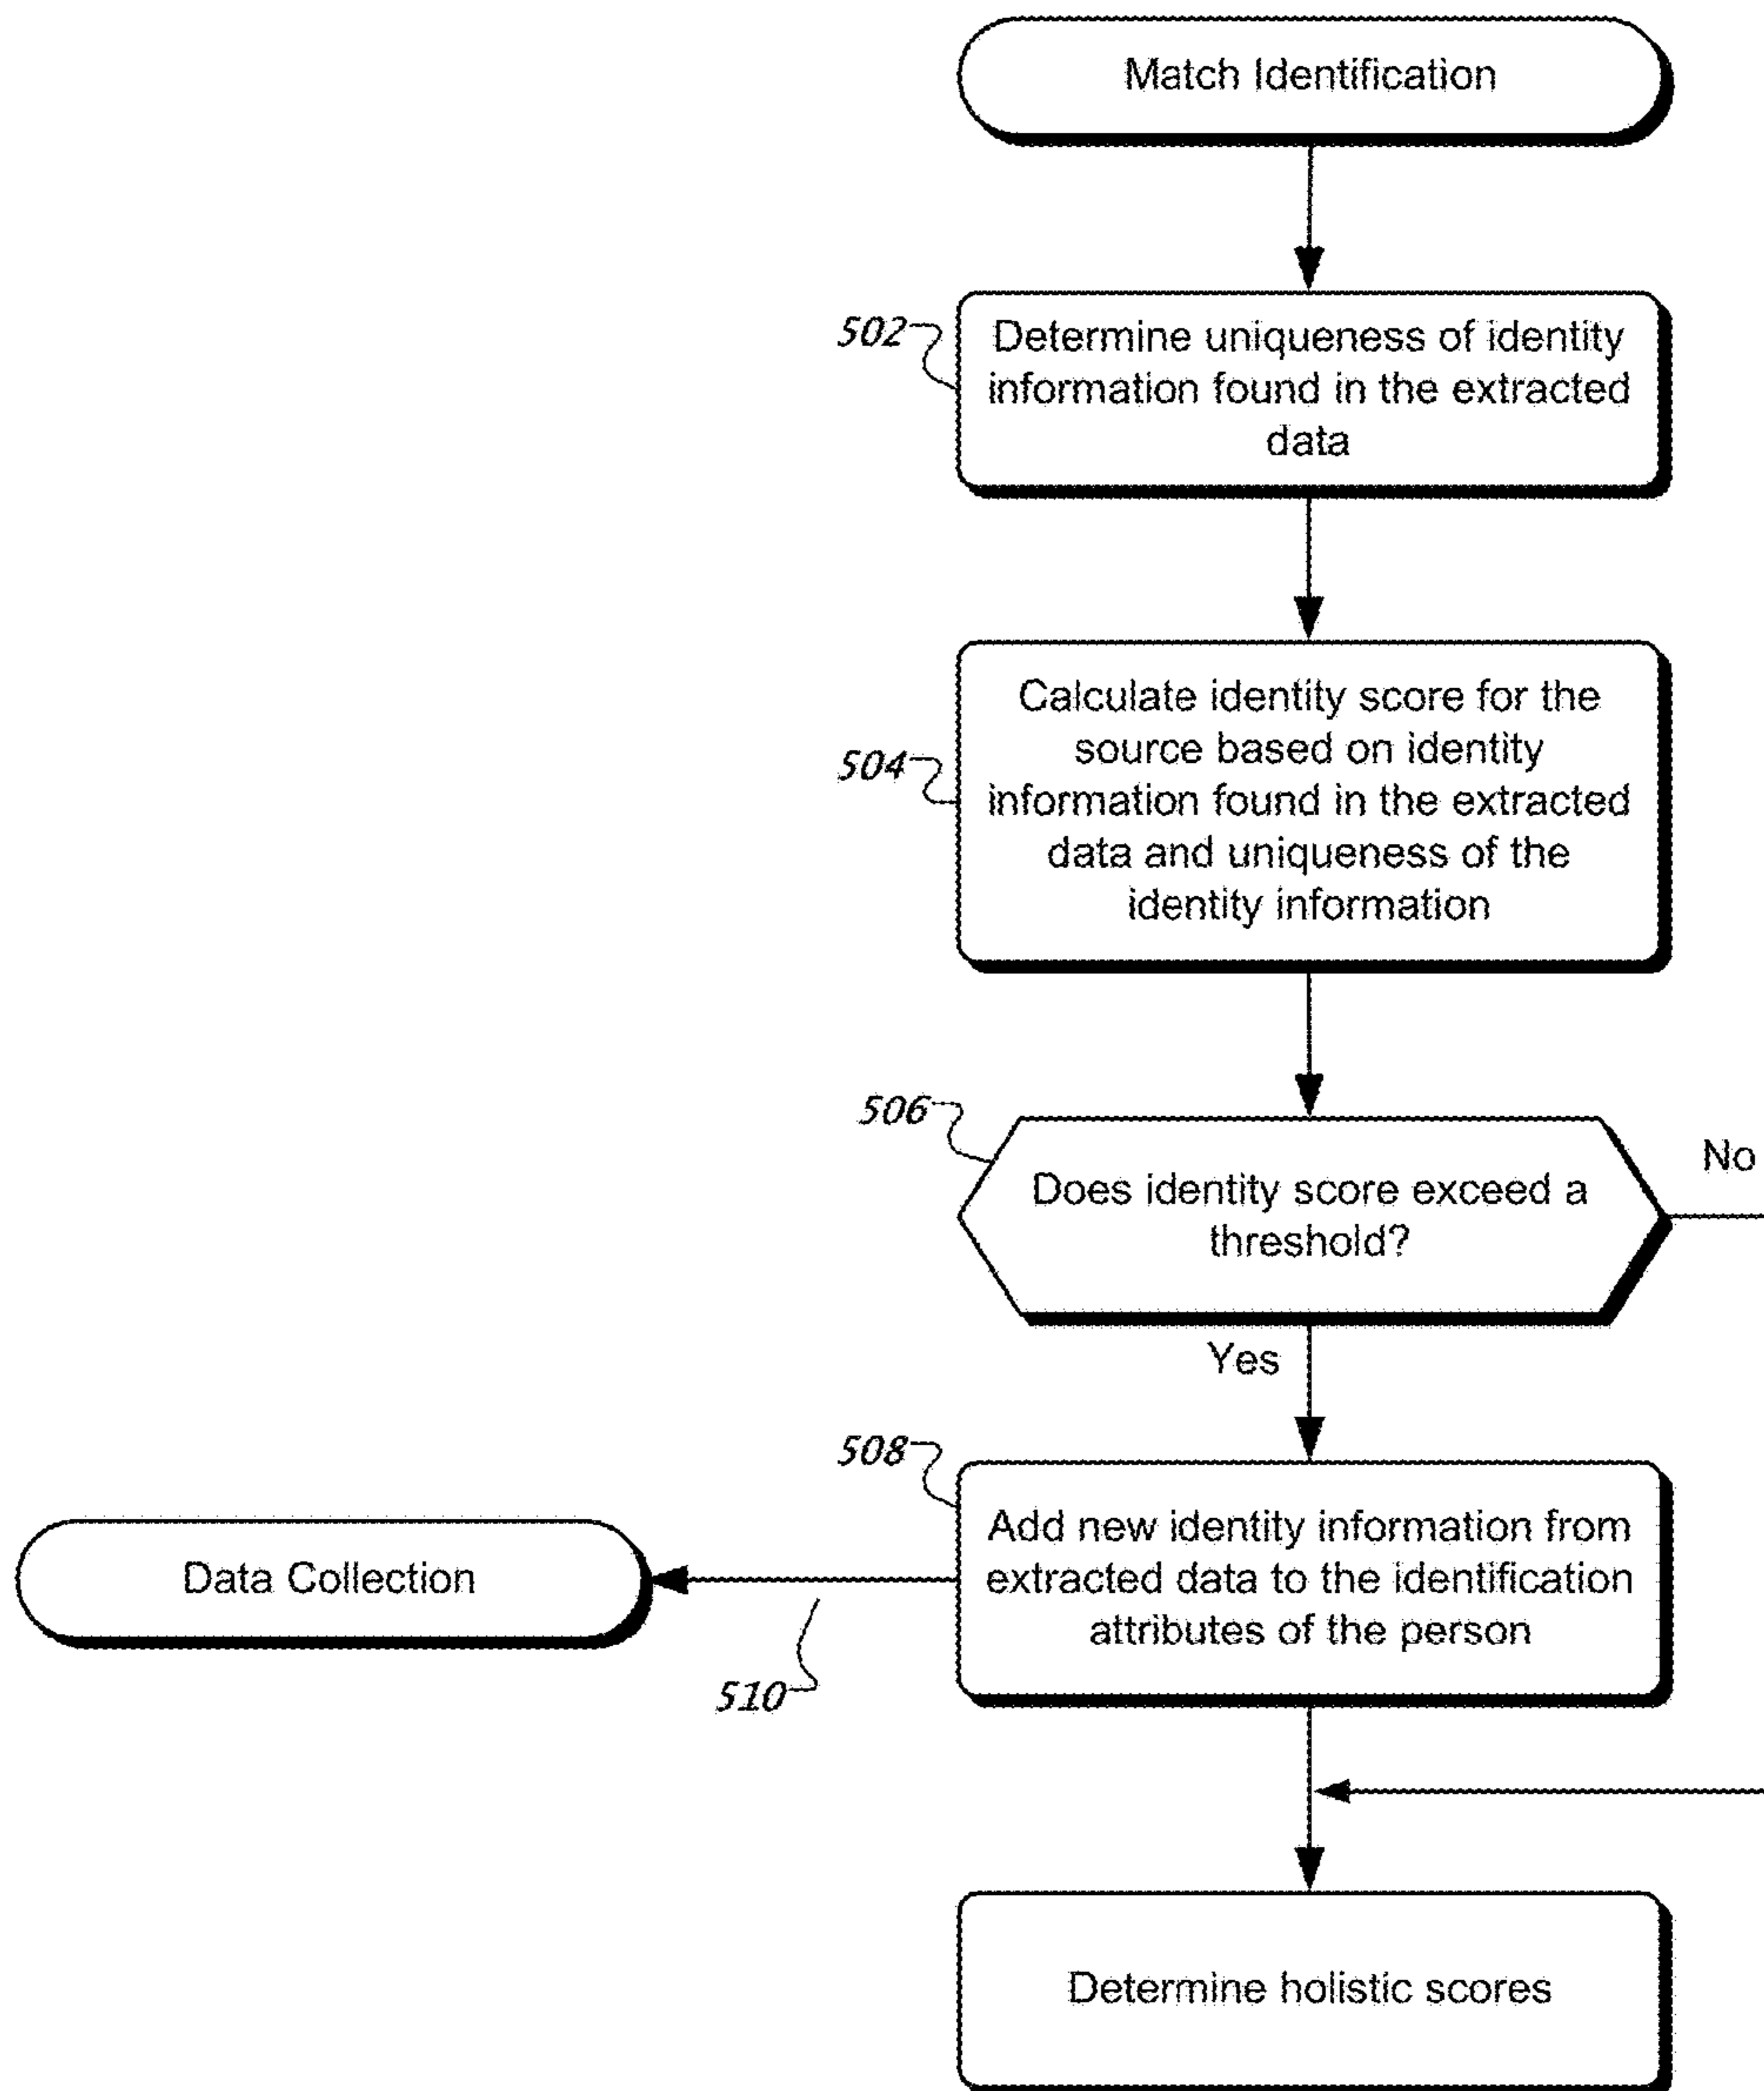 Match Identification
502
Determine uniqueness of identity
information found in the extracted
data
504
Calculate identity score for the
source based on identity
information found in the extracted
data and uniqueness of the
identity information
506
Does identity score exceed a
threshold?
No
Yes
508
Add new identity information from
extracted data to the identification
attributes of the person
Data Collection
510
Determine holistic scores